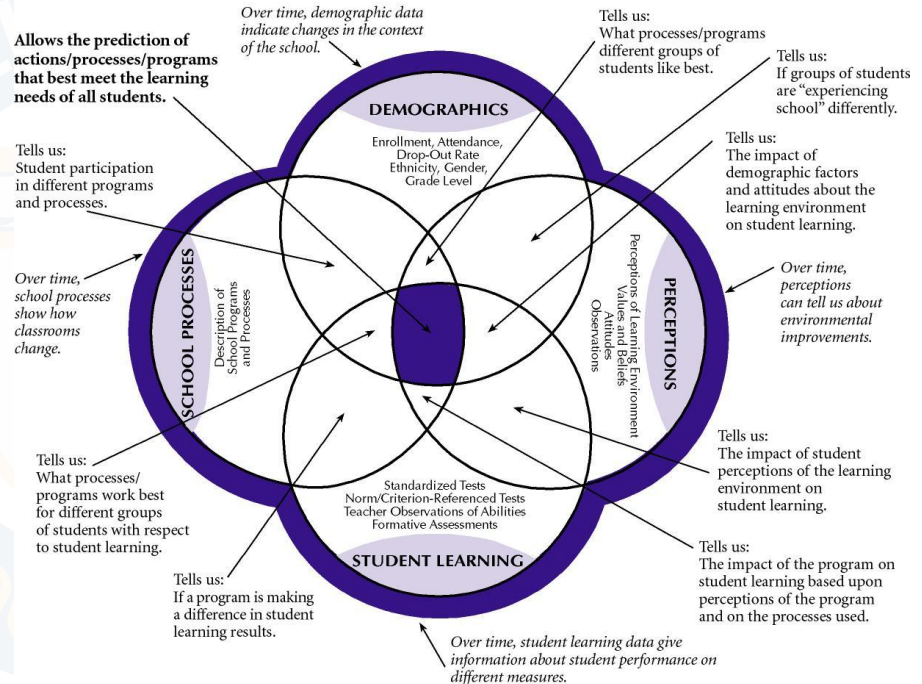 Over time, demographic data
indicate changes in the context
of the school.
Allows the prediction of
actions/processes/programs
that best meet the learning
needs of all students.
Tells us:
What processes/programs
different groups of
students like best.
Tells us:
If groups of students
are “experiencing
school” differently.
Tells us:
Student participation
in different programs
and processes.
DEMOGRAPHICS
Enrollment, Attendance,
Drop-Out Rate
Ethnicity, Gender,
Grade Level
Tells us:
The impact of
demographic factors
and attitudes about the
learning environment
on student learning.
Over time,
school processes
show how
classrooms
change.
SCHOOL PROCESSES
Description of
School Programs
and Processes
PERCEPTIONS
Perceptions of Learning Environment
Values and Beliefs
Attitudes
Observations
Over time,
perceptions
can tell us about
environmental
improvements.
Tells us:
What processes/
programs work best
for different groups
of students with respect
to student learning.
Tells us:
If a program is making
a difference in student
learning results.
Standardized Tests
Norm/Criterion-Referenced Tests
Teacher Observations of Abilities
Formative Assessments
STUDENT LEARNING
Tells us:
The impact of student
perceptions of the learning
environment on
student learning.
Tells us:
The impact of the program on
student learning based upon
perceptions of the program
and on the processes used.
Over time, student learning data give
information about student performance on
different measures.